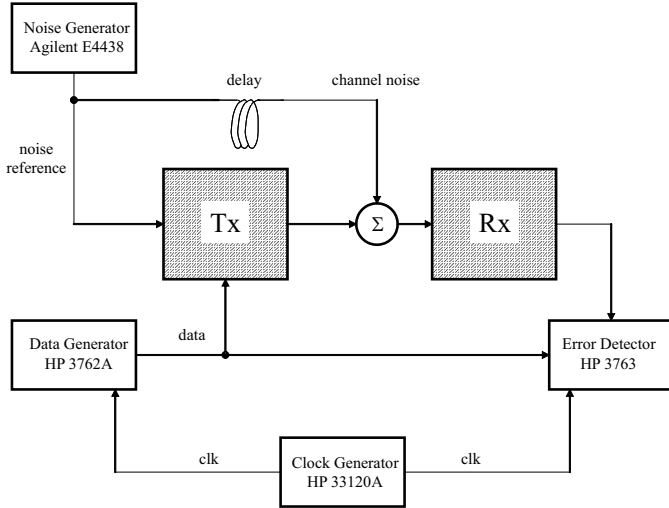 Noise Generator
Agilent E4438
delay
channel noise
noise
reference
Tx
Σ
Rx
data
Data Generator
HP 3762A
Error Detector
HP 3763
clk
Clock Generator
HP 33120A
clk